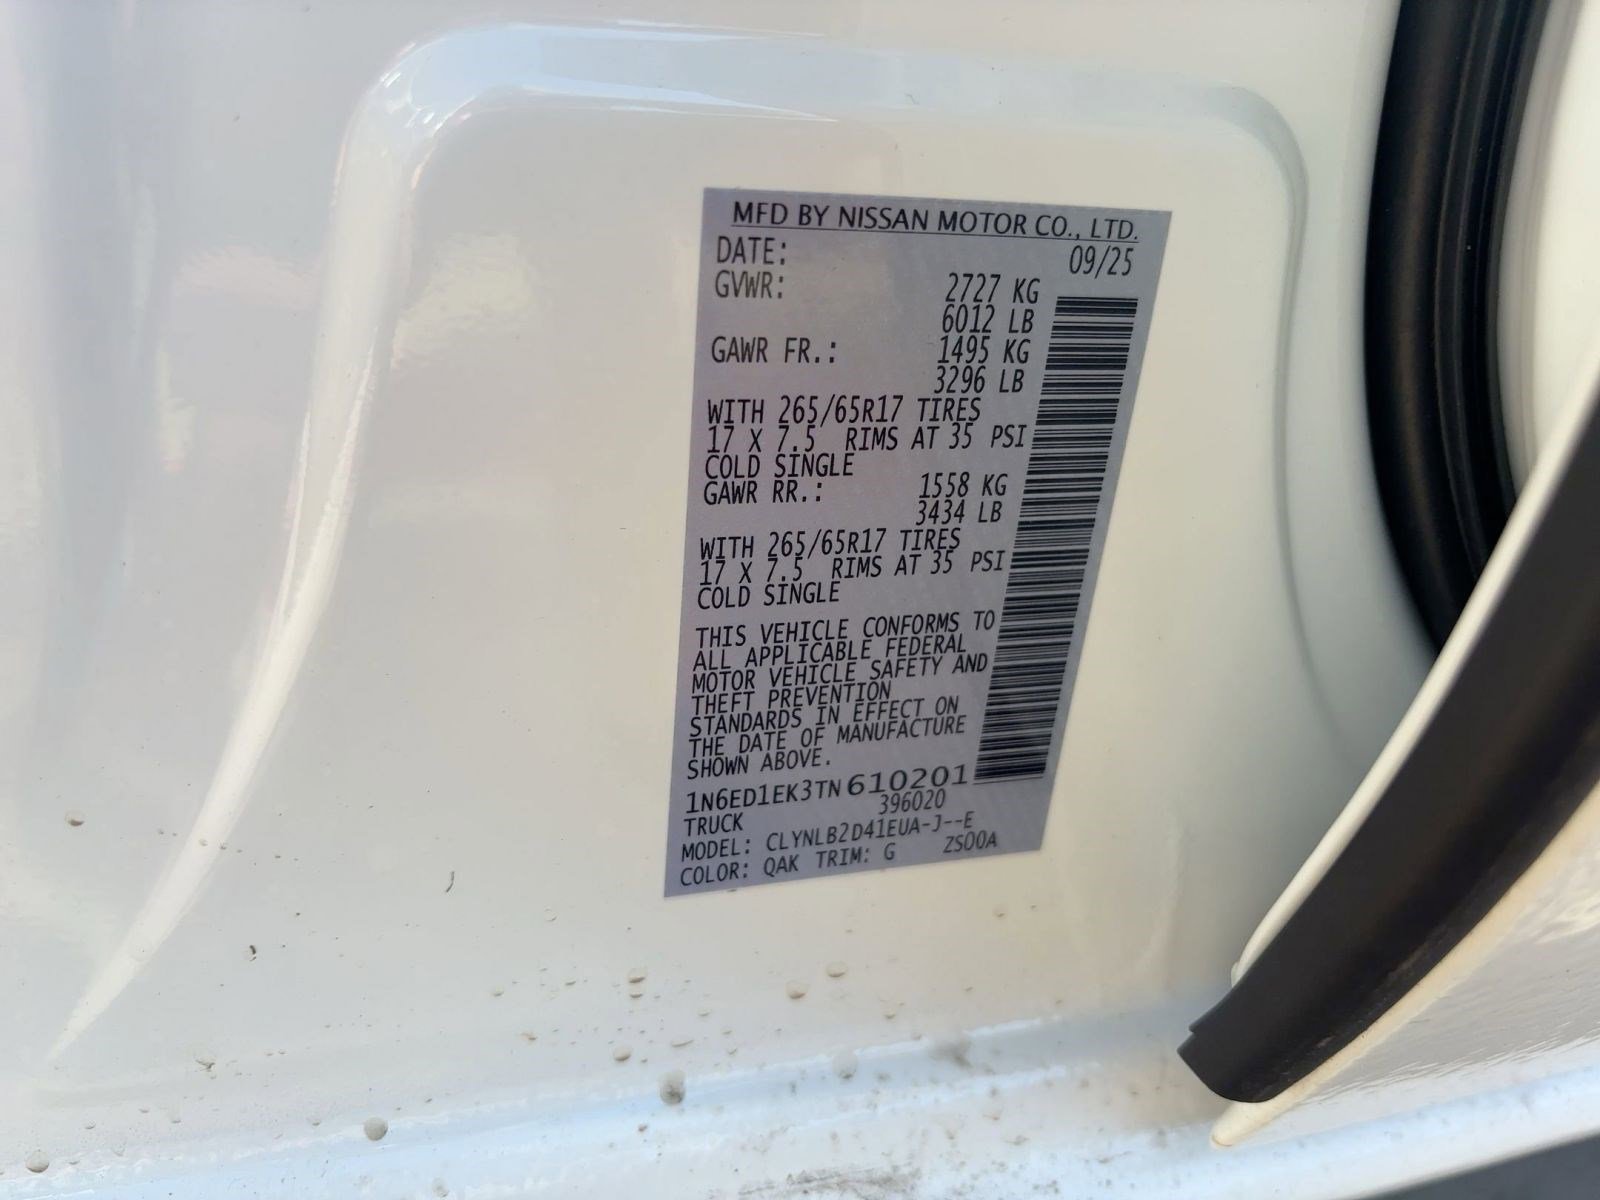 MFD BY NISSAN MOTOR CO., LTD.
DATE: 09/25
GVWR: 2727 KG
6012 LB
GAWR FR.: 1495 KG
3296 LB
WITH 265/65R17 TIRES
17 X 7.5 RIMS AT 35 PSI
COLD SINGLE
GAWR RR.: 1558 KG
3434 LB
WITH 265/65R17 TIRES
17 X 7.5 RIMS AT 35 PSI
COLD SINGLE
THIS VEHICLE CONFORMS TO
ALL APPLICABLE FEDERAL
MOTOR VEHICLE SAFETY AND
THEFT PREVENTION
STANDARDS IN EFFECT ON
THE DATE OF MANUFACTURE
SHOWN ABOVE.
1N6ED1EK3TN610201
TRUCK 396020
MODEL: CLYNLB2D41EUA-J--E
COLOR: QAK TRIM: G ZS00A